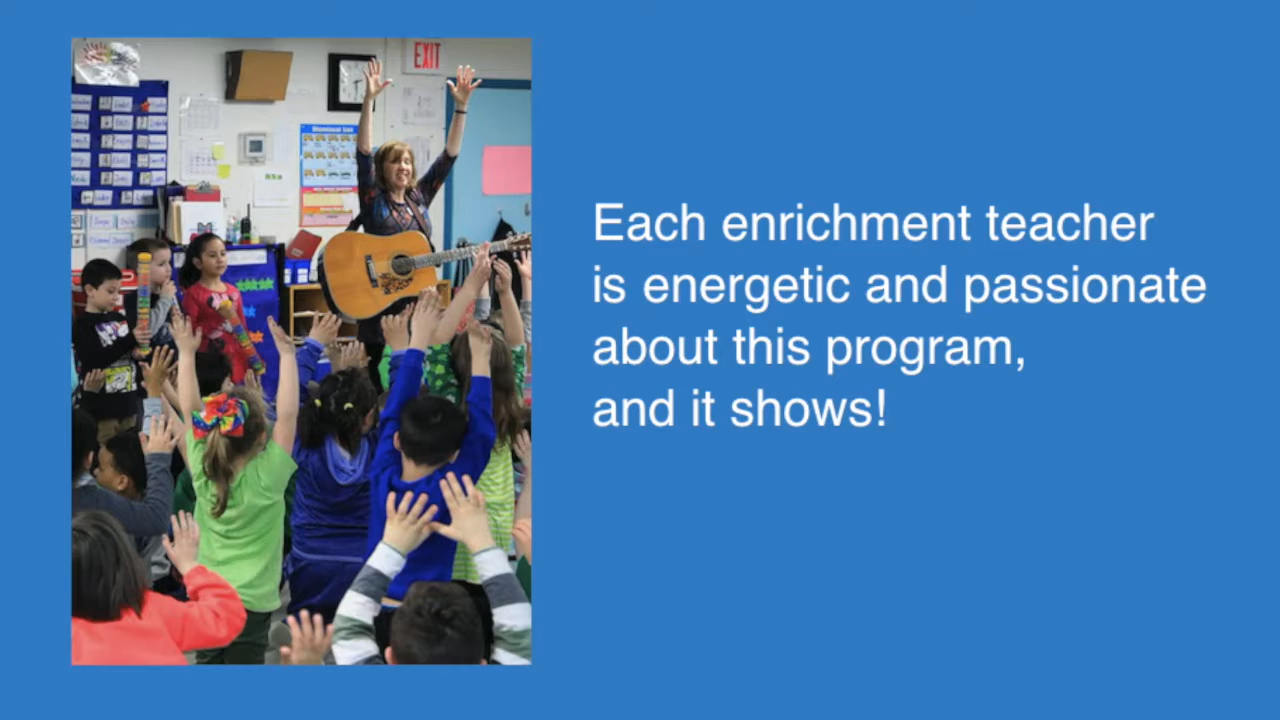 EXIT
Each enrichment teacher
is energetic and passionate
about this program,
and it shows!